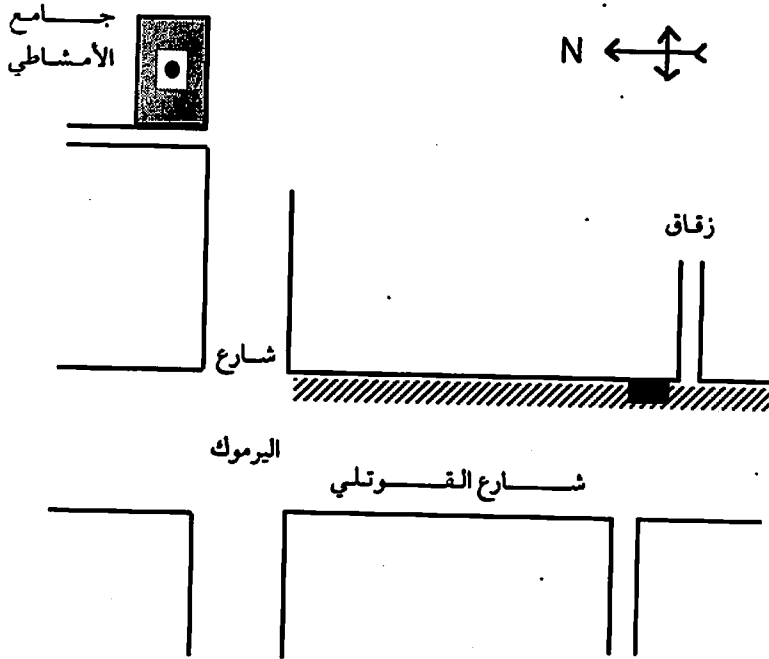 جامع
الأمشاطي
N
زقاق
شارع
اليرموك
شارع القوتلي